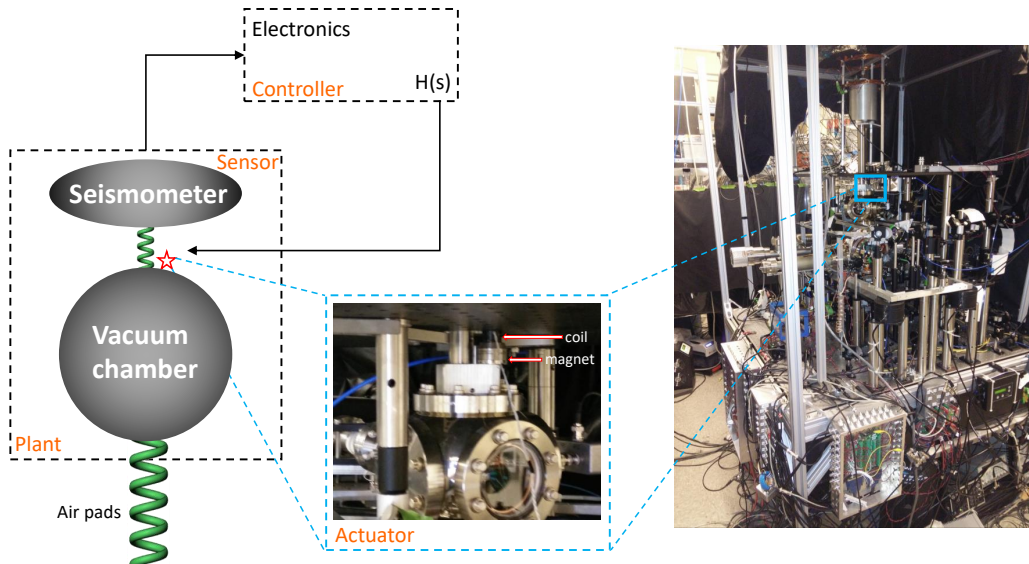 Electronics
H(s)
Controller
Sensor
Seismometer
Vacuum
chamber
Plant
Air pads
coil
magnet
Actuator